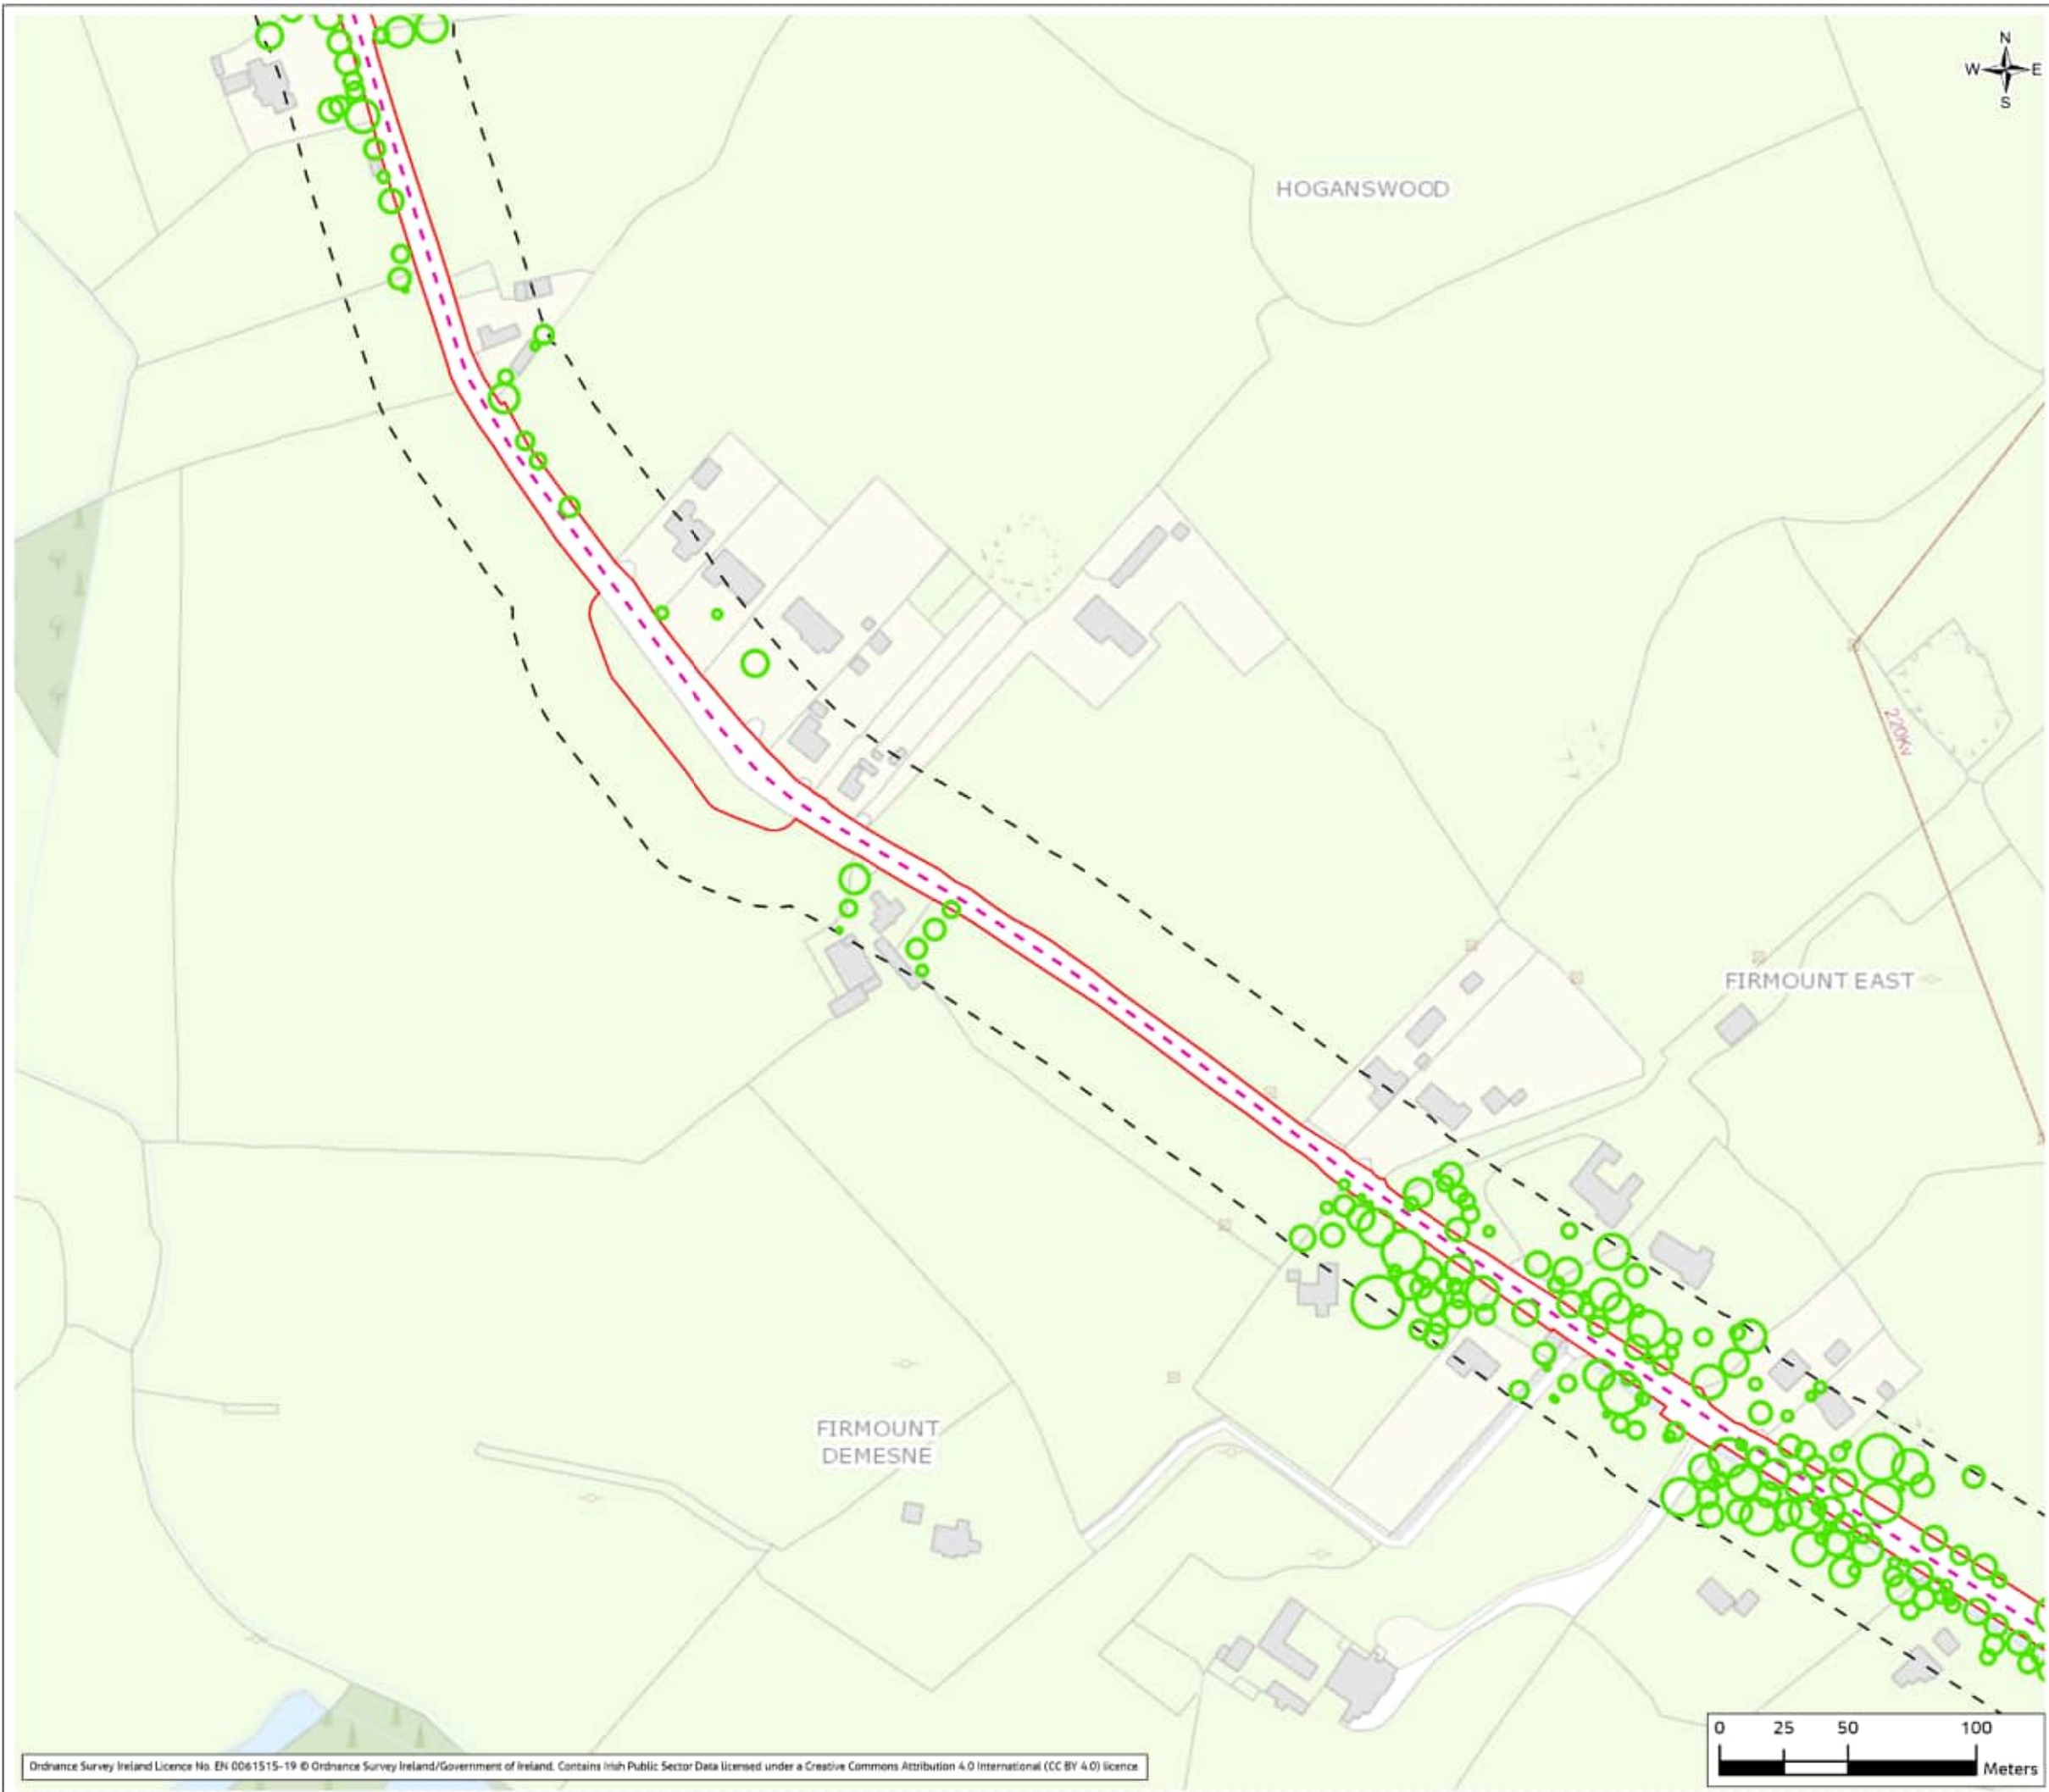 N
W E
S
HOGANSWOOD
220Kv
FIRMOUNT EAST
FIRMOUNT
DEMESNE
0 25 50 100
Meters
Ordnance Survey Ireland Licence No. EN 0061515-19 © Ordnance Survey Ireland/Government of Ireland. Contains Irish Public Sector Data licensed under a Creative Commons Attribution 4.0 International (CC BY 4.0) licence